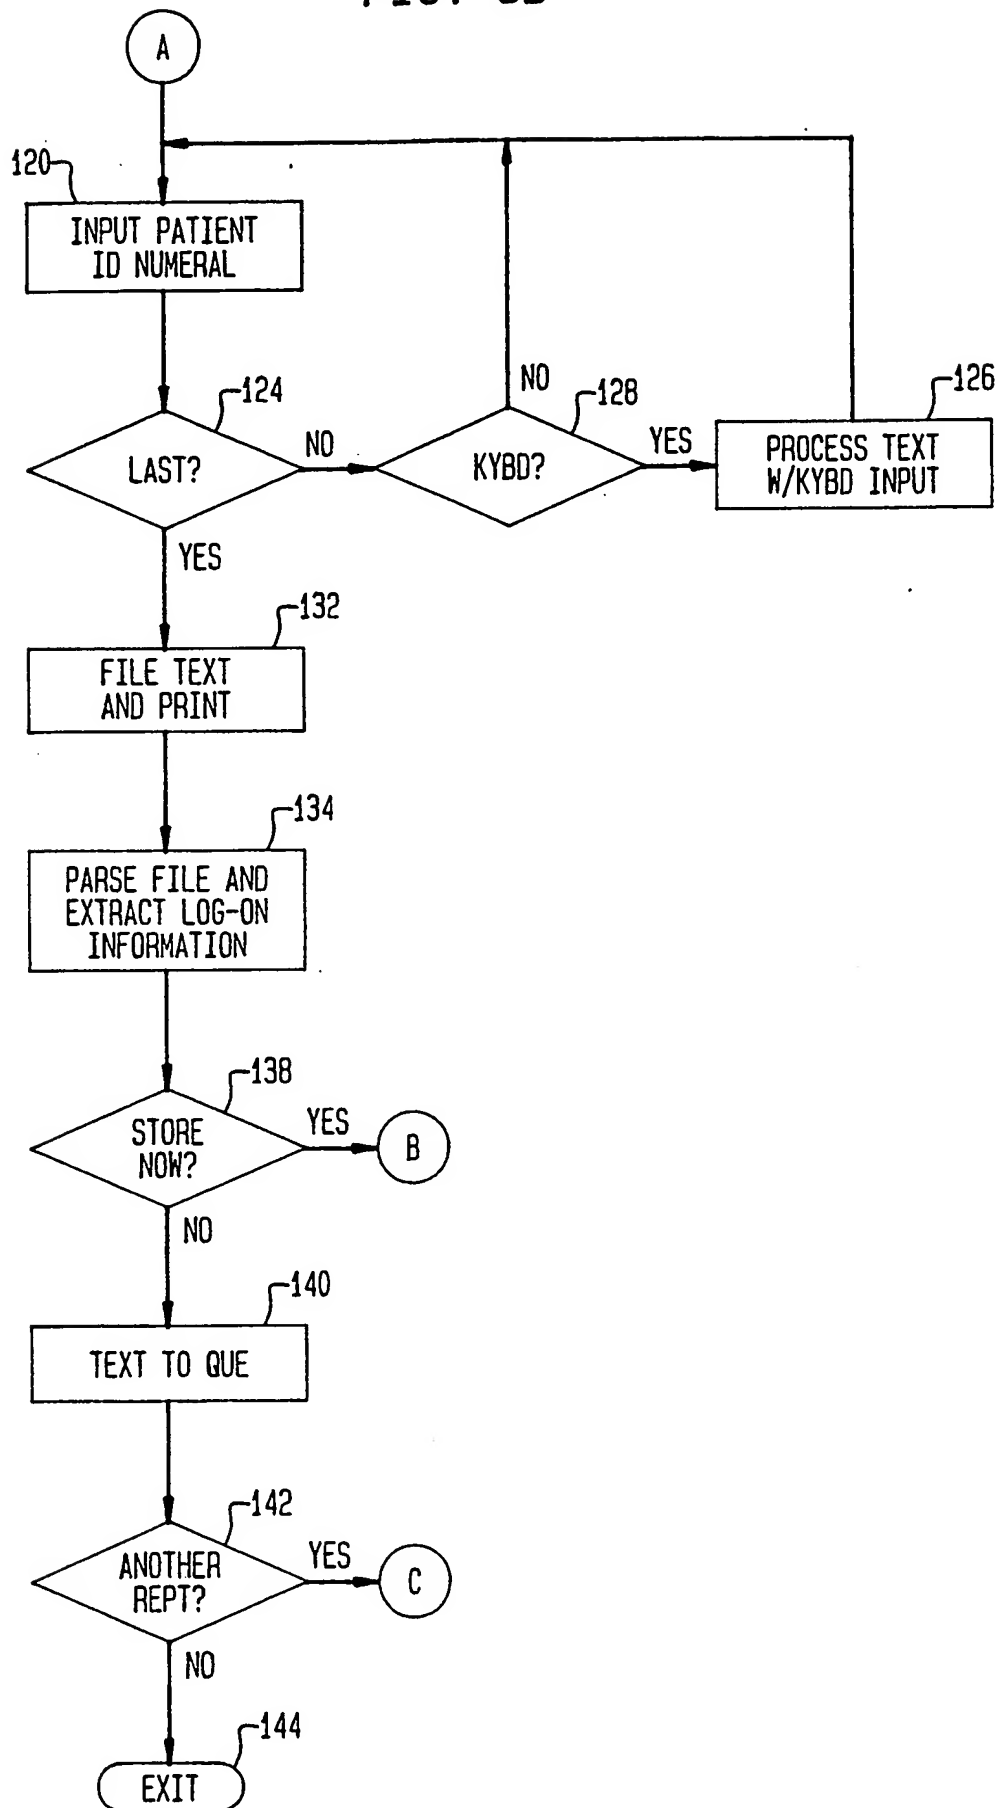 A
120
INPUT PATIENT
ID NUMERAL
124
LAST?
NO
NO
128
KYBD?
YES
126
PROCESS TEXT
W/KYBD INPUT
YES
132
FILE TEXT
AND PRINT
134
PARSE FILE AND
EXTRACT LOG-ON
INFORMATION
138
STORE
NOW?
YES
B
NO
140
TEXT TO QUE
142
ANOTHER
REPT?
YES
C
NO
144
EXIT